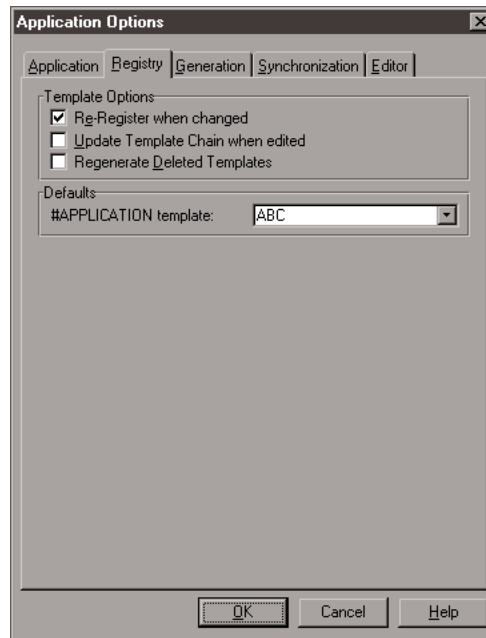 Application Options
Application Registry Generation Synchronization Editor
Template Options
Re-Register when changed
Update Template Chain when edited
Regenerate Deleted Templates
Defaults
#APPLICATION template: ABC
OK Cancel Help